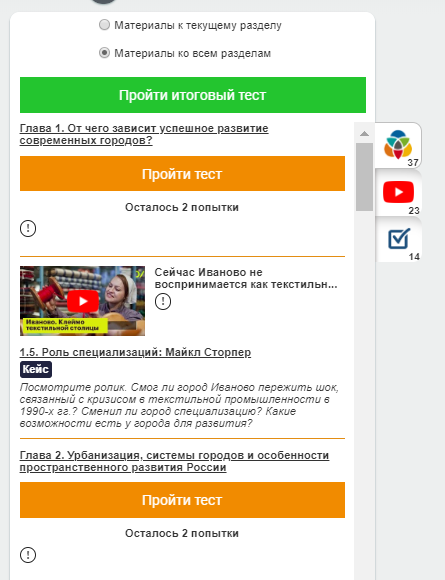 Материалы к текущему разделу
Материалы ко всем разделам
Пройти итоговый тест
Глава 1. От чего зависит успешное развитие
современных городов?
Пройти тест
Осталось 2 попытки
37
23
14
Иваново. Клеймо
текстильной столицы
Сейчас Иваново не
воспринимается как текстильн...
1.5. Роль специализаций: Майкл Сторпер
Кейс
Посмотрите ролик. Смог ли город Иваново пережить шок,
связанный с кризисом в текстильной промышленности в
1990-х гг.? Сменил ли город специализацию? Какие
возможности есть у города для развития?
Глава 2. Урбанизация, системы городов и особенности
пространственного развития России
Пройти тест
Осталось 2 попытки